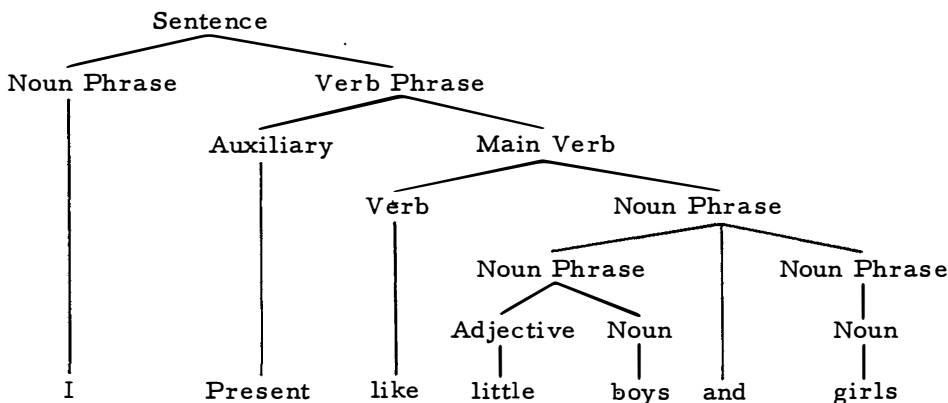 Sentence
Noun Phrase Verb Phrase
Auxiliary Main Verb
Verb Noun Phrase
Noun Phrase Noun Phrase
Adjective Noun Noun
I Present like little boys and girls